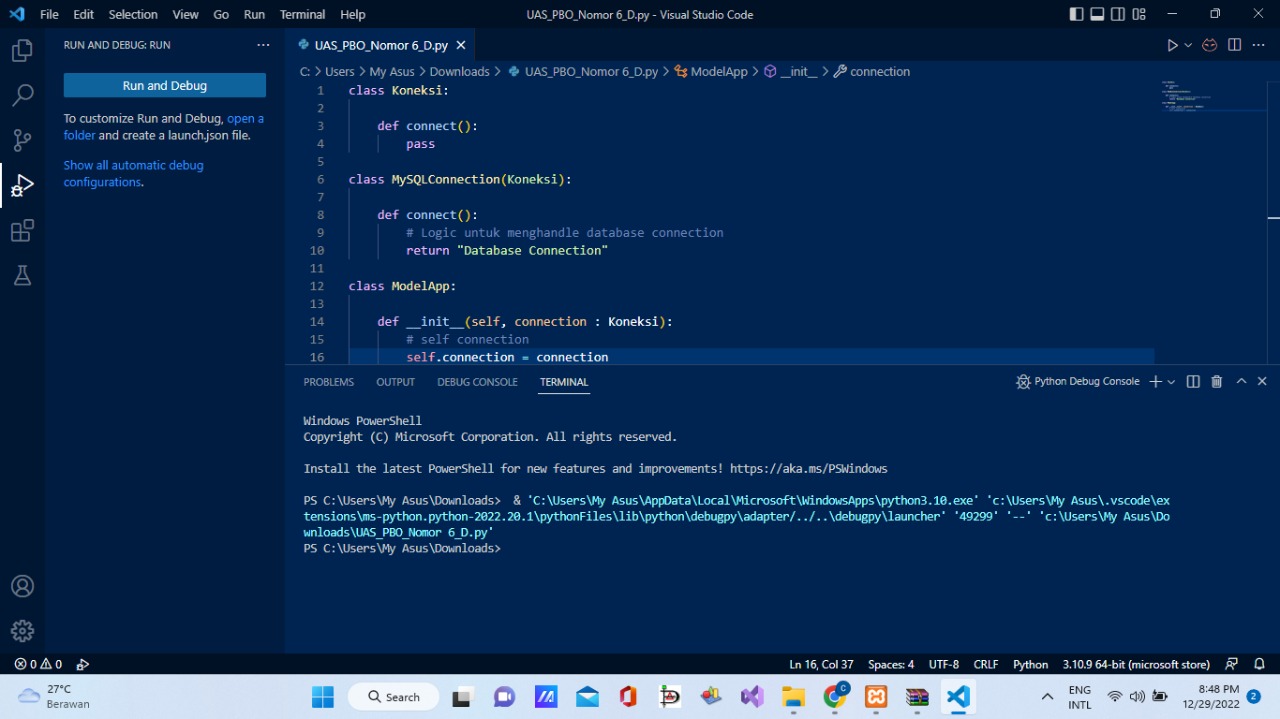 File Edit Selection View Go Run Terminal Help UAS_PBO_Nomor 6_D.py - Visual Studio Code
RUN AND DEBUG: RUN ···
Run and Debug
To customize Run and Debug, open a
folder and create a launch.json file.
Show all automatic debug
configurations.
UAS_PBO_Nomor 6_D.py
C: > Users > My Asus > Downloads > UAS_PBO_Nomor 6_D.py > ModelApp > __init__ > connection
1 class Koneksi:
2
3 def connect():
4 pass
5
6 class MySQLConnection(Koneksi):
7
8 def connect():
9 # Logic untuk menghandle database connection
10 return "Database Connection"
11
12 class ModelApp:
13
14 def __init__(self, connection : Koneksi):
15 # self connection
16 self.connection = connection
PROBLEMS OUTPUT DEBUG CONSOLE TERMINAL Python Debug Console
Windows PowerShell
Copyright (C) Microsoft Corporation. All rights reserved.
Install the latest PowerShell for new features and improvements! https://aka.ms/PSWindows
PS C:\Users\My Asus\Downloads>  & 'C:\Users\My Asus\AppData\Local\Microsoft\WindowsApps\python3.10.exe' 'c:\Users\My Asus\.vscode\ex
tensions\ms-python.python-2022.20.1\pythonFiles\lib\python\debugpy\adapter/../..\debugpy\launcher' '49299' '--' 'c:\Users\My Asus\Do
wnloads\UAS_PBO_Nomor 6_D.py'
PS C:\Users\My Asus\Downloads>
0 0 Ln 16, Col 37 Spaces: 4 UTF-8 CRLF Python 3.10.9 64-bit (microsoft store)
27°C
Berawan
Search
C
ENG
INTL
8:48 PM
12/29/2022
2